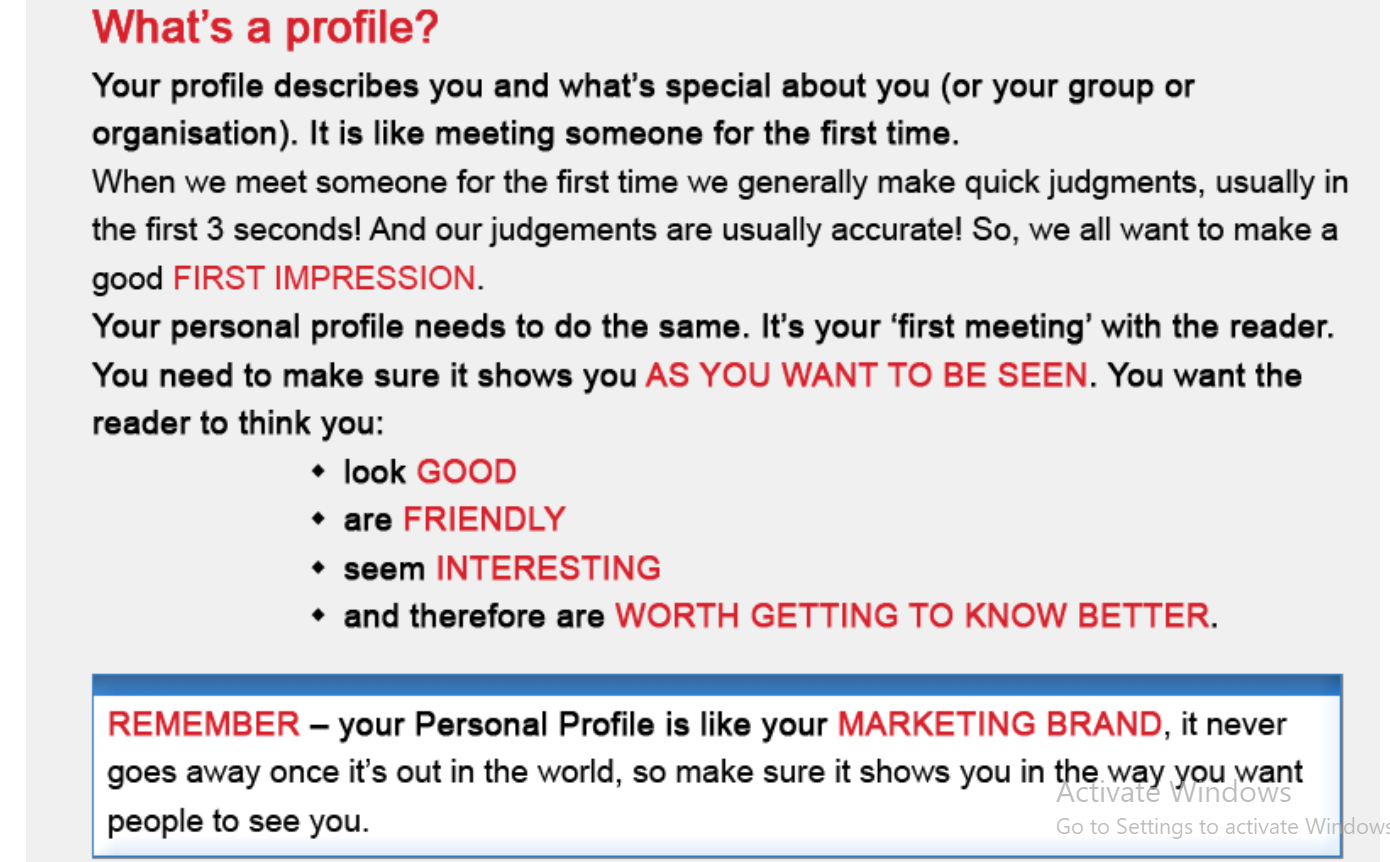 What's a profile?
Your profile describes you and what's special about you (or your group or
organisation). It is like meeting someone for the first time.
When we meet someone for the first time we generally make quick judgments, usually in
the first 3 seconds! And our judgements are usually accurate! So, we all want to make a
good FIRST IMPRESSION.
Your personal profile needs to do the same. It's your ‘first meeting’ with the reader.
You need to make sure it shows you AS YOU WANT TO BE SEEN. You want the
reader to think you:
◆ look GOOD
◆ are FRIENDLY
◆ seem INTERESTING
◆ and therefore are WORTH GETTING TO KNOW BETTER.
REMEMBER – your Personal Profile is like your MARKETING BRAND, it never
goes away once it's out in the world, so make sure it shows you in the way you want
people to see you.
Activate Windows
Go to Settings to activate Windows